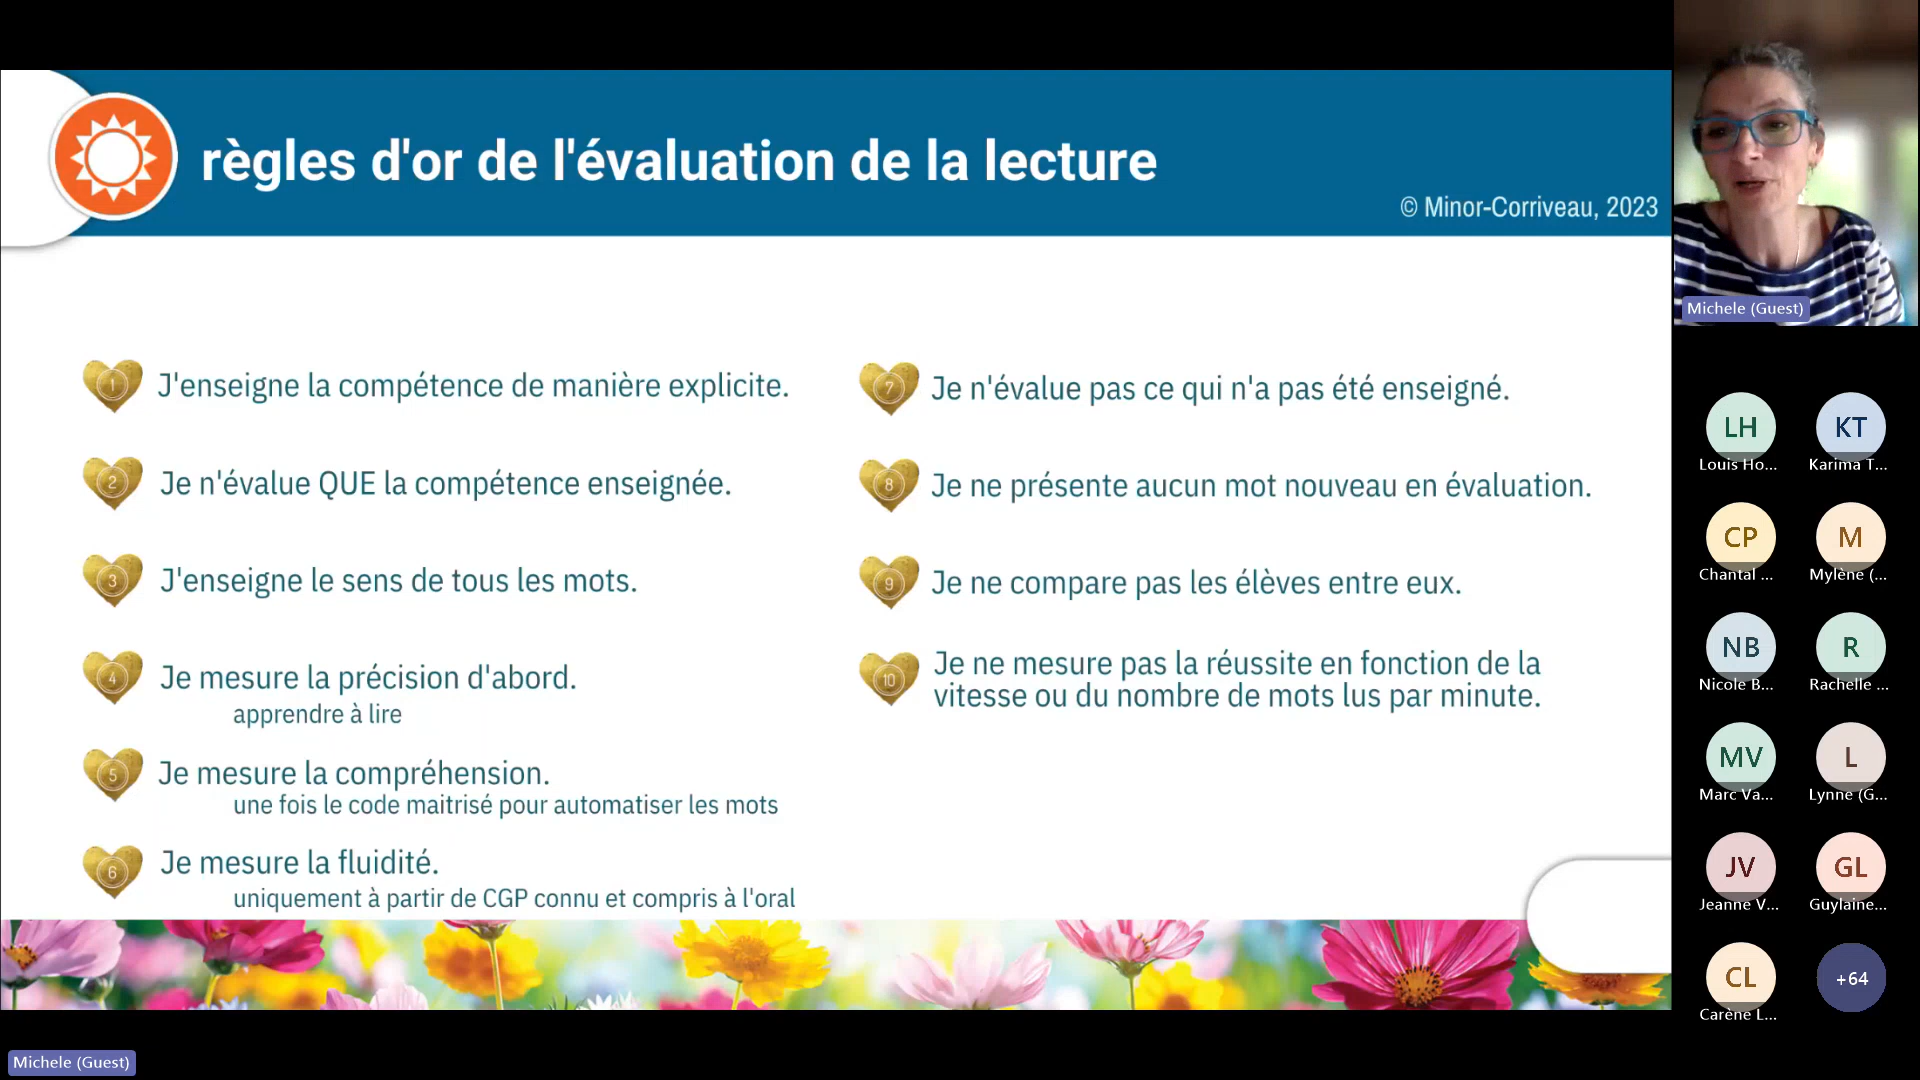 règles d'or de l'évaluation de la lecture
© Minor-Corriveau, 2023
1 J'enseigne la compétence de manière explicite.
2 Je n'évalue QUE la compétence enseignée.
3 J'enseigne le sens de tous les mots.
4 Je mesure la précision d'abord.
apprendre à lire
5 Je mesure la compréhension.
une fois le code maitrisé pour automatiser les mots
6 Je mesure la fluidité.
uniquement à partir de CGP connu et compris à l'oral
7 Je n'évalue pas ce qui n'a pas été enseigné.
8 Je ne présente aucun mot nouveau en évaluation.
9 Je ne compare pas les élèves entre eux.
10 Je ne mesure pas la réussite en fonction de la
vitesse ou du nombre de mots lus par minute.
Michele (Guest)
LH
Louis Ho...
KT
Karima T...
CP
Chantal ...
M
Mylène (...
NB
Nicole B...
R
Rachelle ...
MV
Marc Va...
L
Lynne (G...
JV
Jeanne V...
GL
Guylaine...
CL
Carène L...
+64
Michele (Guest)